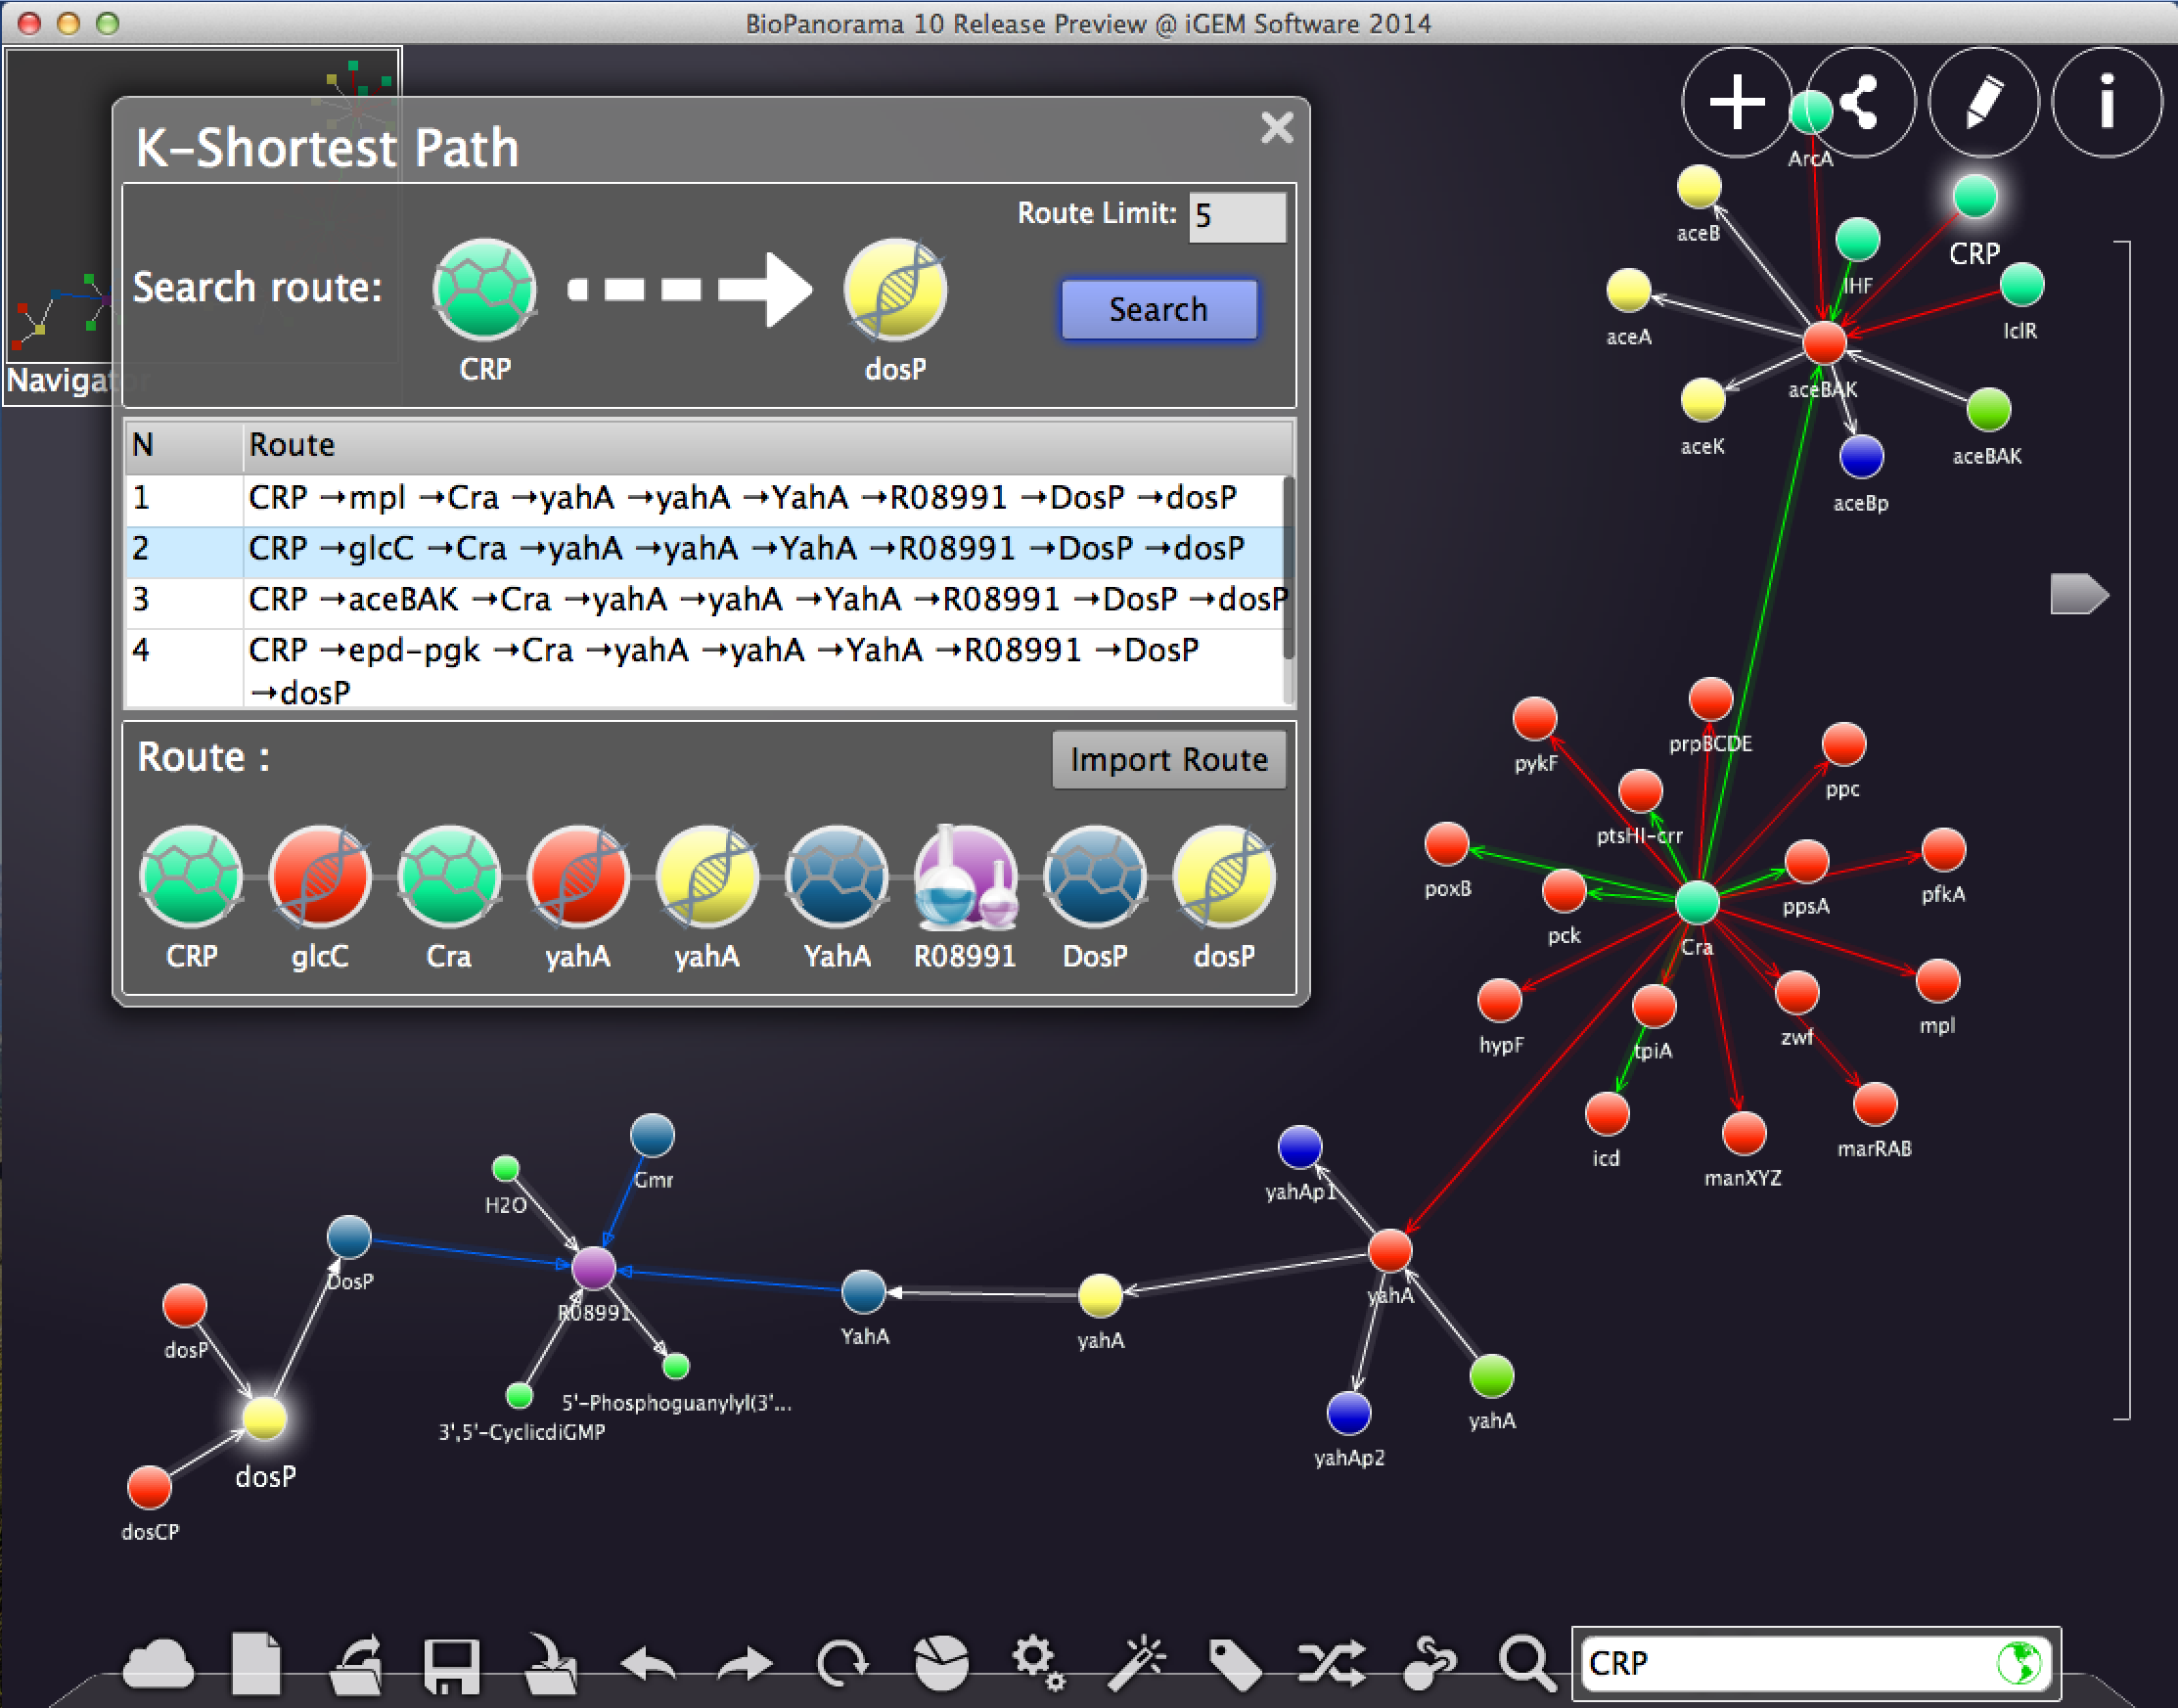 BioPanorama 10 Release Preview @ iGEM Software 2014
K-Shortest Path
Route Limit: 5
Search route:
CRP
dosP
Search
Navigator
N Route
1 CRP →mpl →Cra →yahA →yahA →YahA →R08991 →DosP →dosP
2 CRP →glcC →Cra →yahA →yahA →YahA →R08991 →DosP →dosP
3 CRP →aceBAK →Cra →yahA →yahA →YahA →R08991 →DosP →dosP
4 CRP →epd-pgk →Cra →yahA →yahA →YahA →R08991 →DosP
→dosP
Route :
Import Route
CRP glcC Cra yahA yahA YahA R08991 DosP dosP
ArcA
aceB
CRP
IHF
IclR
aceA
aceBAK
aceK
aceBAK
aceBp
prpBCDE
pykF
ppc
ptsHI-crr
poxB
pfkA
ppsA
pck
Cra
mpl
zwf
hypF
tpiA
marRAB
icd
manXYZ
Gmr
yahAp1
H2O
DosP
R08991
yahA
YahA
yahA
dosP
5'-Phosphoguanylyl(3'...
yahA
3',5'-CyclicdiGMP
yahAp2
dosP
dosCP
CRP